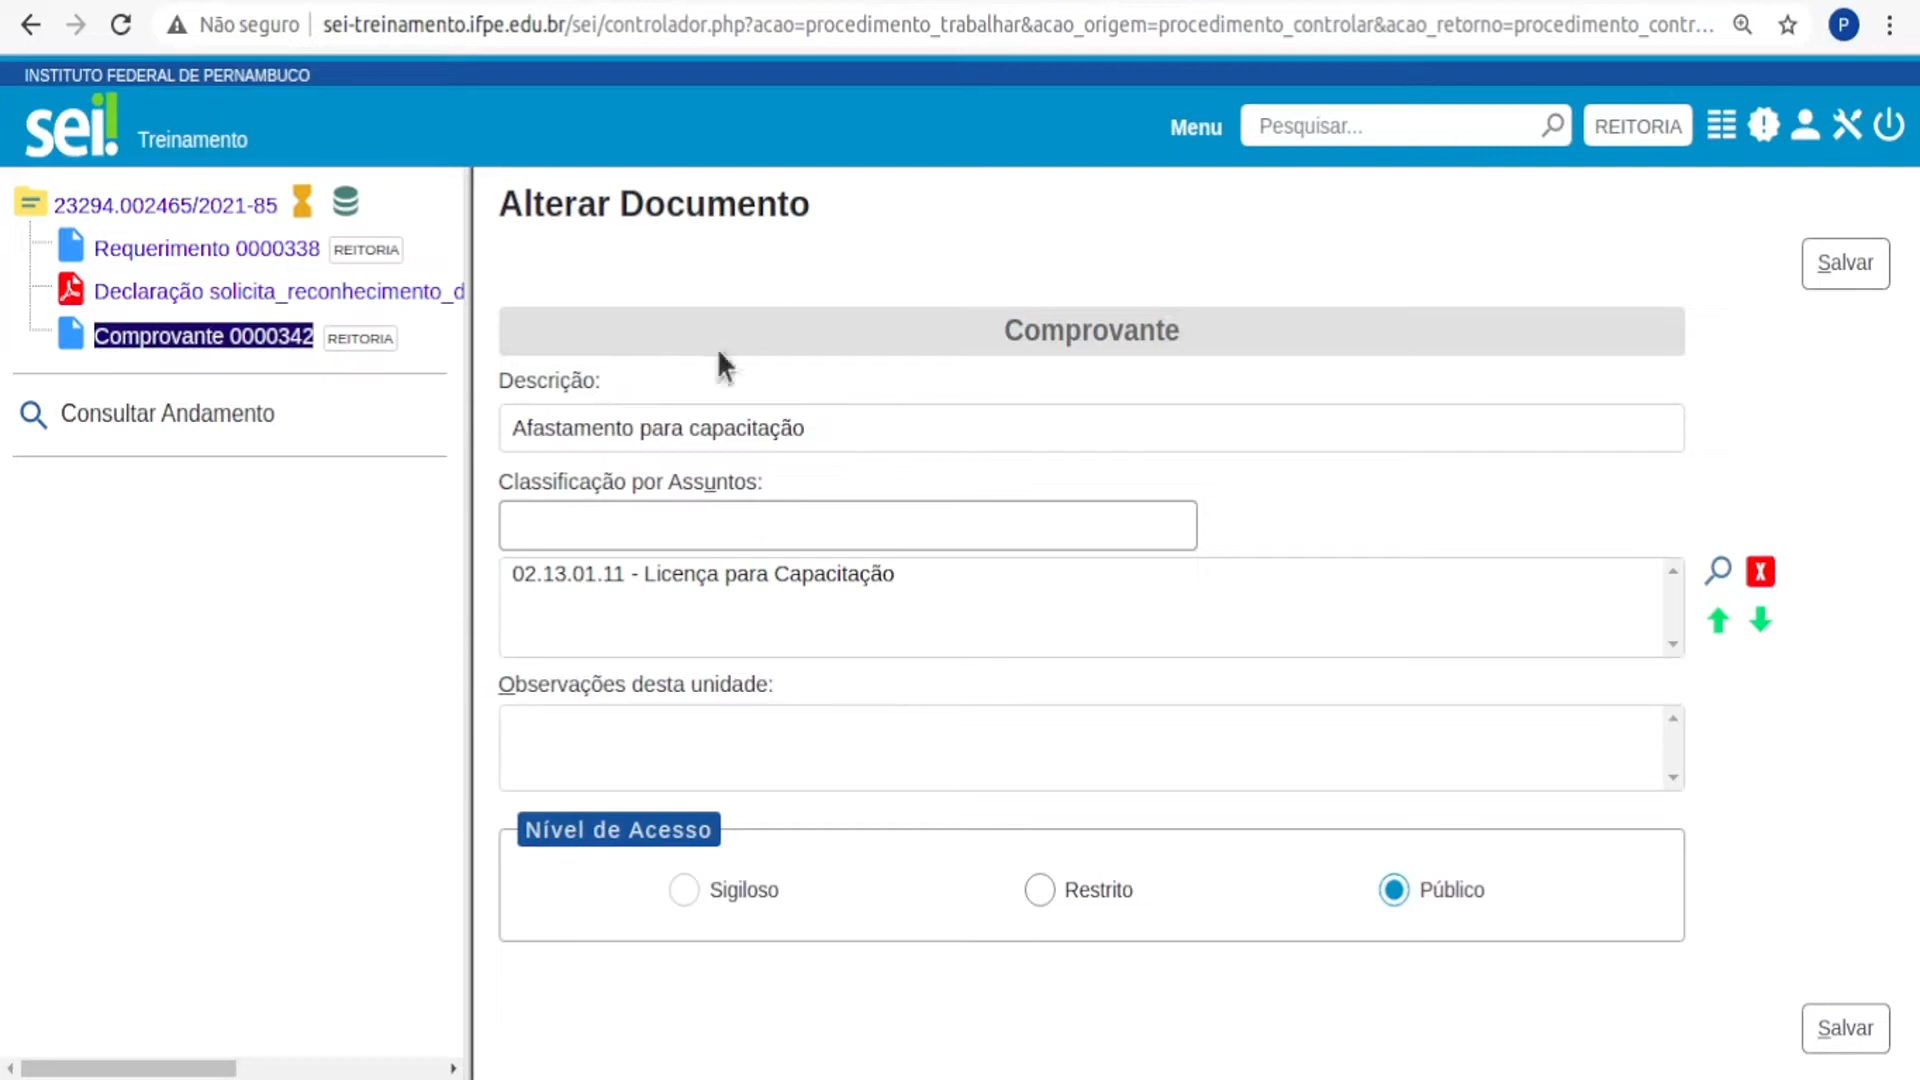 Não seguro
sei-treinamento.ifpe.edu.br/sei/controlador.php?acao=procedimento_trabalhar&acao_origem=procedimento_controlar&acao_retorno=procedimento_contr...
P
INSTITUTO FEDERAL DE PERNAMBUCO
sei!
Treinamento
Menu
Pesquisar...
REITORIA
23294.002465/2021-85
Requerimento 0000338
REITORIA
Declaração solicita_reconhecimento_d
Comprovante 0000342
REITORIA
Consultar Andamento
Alterar Documento
Salvar
Comprovante
Descrição:
Afastamento para capacitação
Classificação por Assuntos:
02.13.01.11 - Licença para Capacitação
X
Observações desta unidade:
Nível de Acesso
Sigiloso
Restrito
Público
Salvar